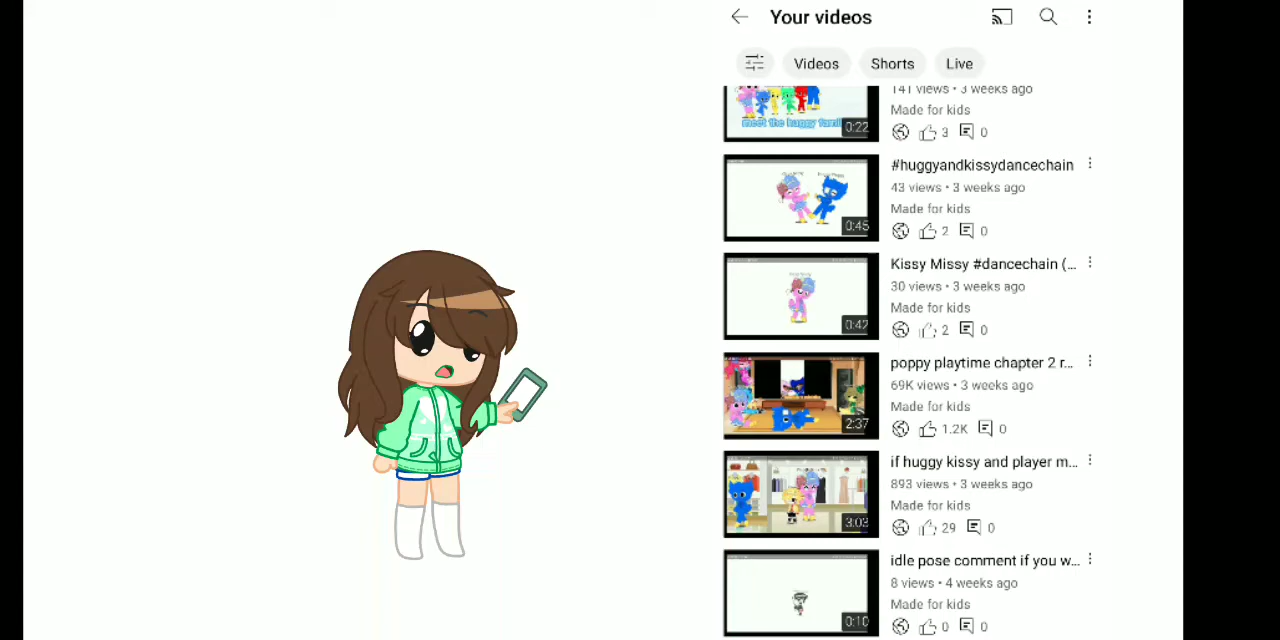 Your videos
Videos
Shorts
Live
meet the happy famil
0:22
141 views • 3 weeks ago
Made for kids
3
0
0:45
#huggyandkissydancechain
43 views • 3 weeks ago
Made for kids
2
0
0:42
Kissy Missy #dancechain (...
30 views • 3 weeks ago
Made for kids
2
0
2:37
poppy playtime chapter 2 r...
69K views • 3 weeks ago
Made for kids
1.2K
0
3:03
if huggy kissy and player m...
893 views • 3 weeks ago
Made for kids
29
0
0:10
idle pose comment if you w...
8 views • 4 weeks ago
Made for kids
0
0